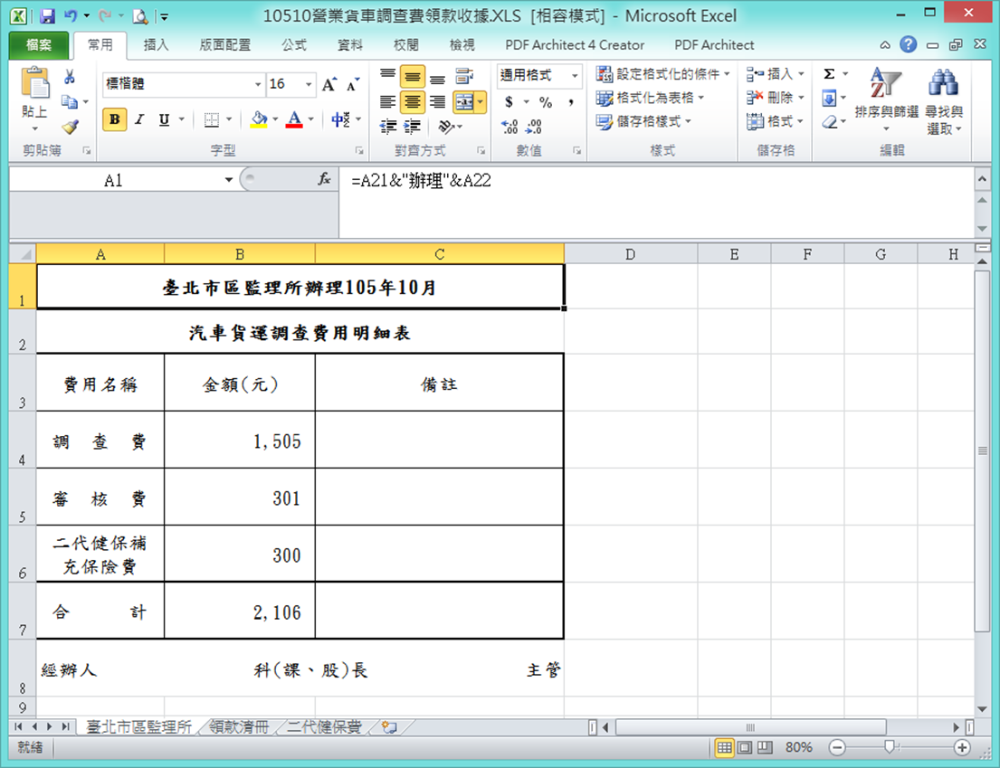 10510營業貨車調查費領款收據.XLS [相容模式] - Microsoft Excel
檔案 常用 插入 版面配置 公式 資料 校閱 檢視 PDF Architect 4 Creator PDF Architect
標楷體 16 A A 通用格式 設定格式化的條件 插入 Σ
貼上 B I U A 中 $ % , 格式化為表格 刪除 排序與篩選 尋找與選取
儲存格樣式 格式
剪貼簿 字型 對齊方式 數值 樣式 儲存格 編輯
A1 fx =A21&"辦理"&A22
A B C D E F G H
1 臺北市區監理所辦理105年10月
2 汽車貨運調查費用明細表
3 費用名稱 金額(元) 備註
4 調查費 1,505
5 審核費 301
6 二代健保補充保險費 300
7 合計 2,106
8 經辦人 科(課、股)長 主管
9
臺北市區監理所 領款清冊 二代健保費
就緒 80%